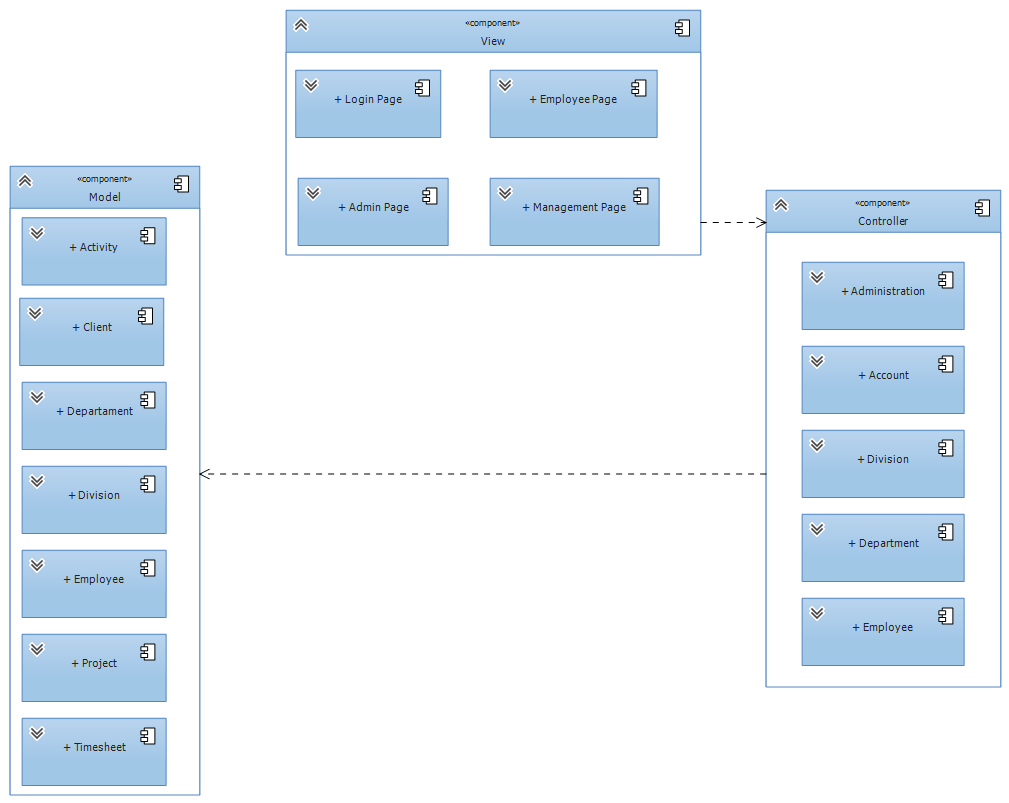 «component»
View
+ Login Page
+ Employee Page
+ Admin Page
+ Management Page
«component»
Model
+ Activity
+ Client
+ Departament
+ Division
+ Employee
+ Project
+ Timesheet
«component»
Controller
+ Administration
+ Account
+ Division
+ Department
+ Employee